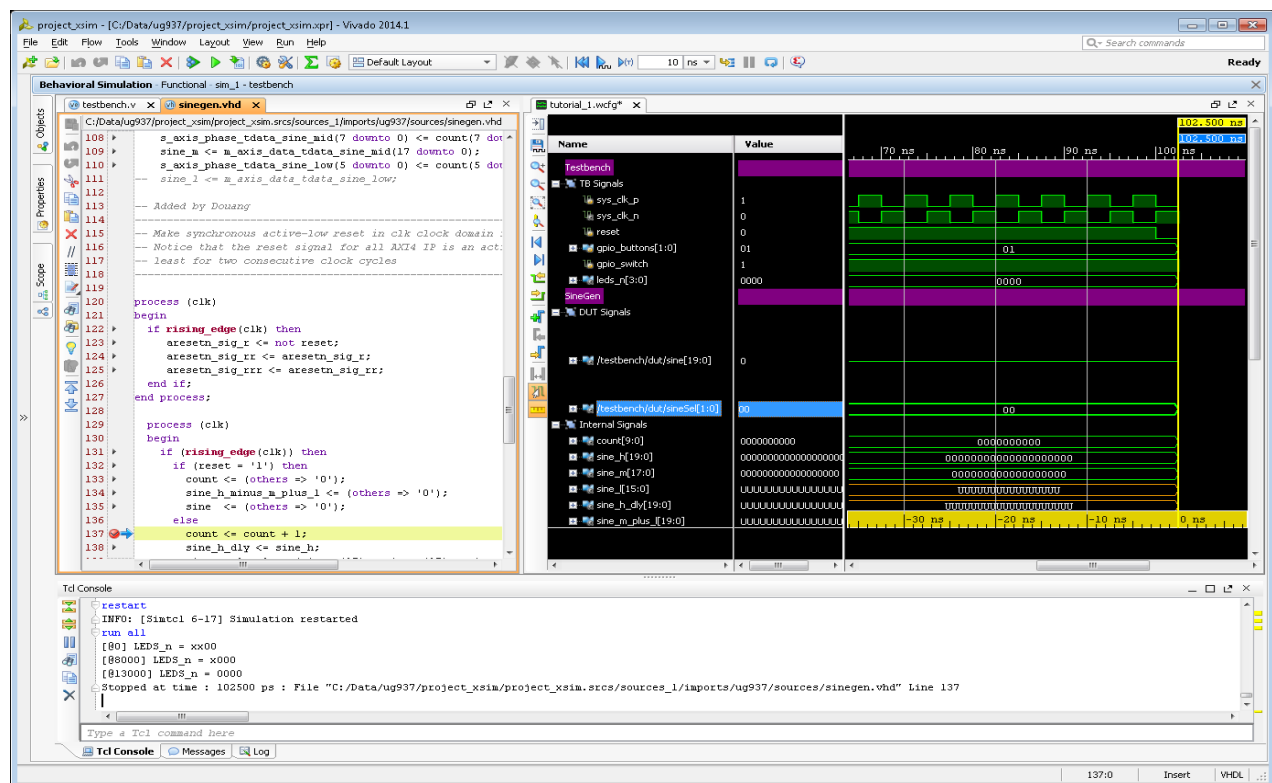 project_xsim - [C:/Data/ug937/project_xsim/project_xsim.xpr] - Vivado 2014.1
File Edit Flow Tools Window Layout View Run Help
Q- Search commands
Default Layout
10 ns
Ready
Behavioral Simulation - Functional - sim_1 - testbench
Objects
Properties
Scope
testbench.v
sinegen.vhd
C:/Data/ug937/project_xsim/project_xsim.srcs/sources_1/imports/ug937/sources/sinegen.vhd
108 s_axis_phase_tdata_sine_mid(7 downto 0) <= count(7 do
109 sine_m <= m_axis_data_tdata_sine_mid(17 downto 0);
110 s_axis_phase_tdata_sine_low(5 downto 0) <= count(5 do
111 -- sine_l <= m_axis_data_tdata_sine_low;
112
113 -- Added by Douang
114 ------------------------------------------------------
115 -- Make synchronous active-low reset in clk clock domain
116 -- Notice that the reset signal for all AXI4 IP is an act
117 -- least for two consecutive clock cycles
118 ------------------------------------------------------
119
120 process (clk)
121 begin
122 if rising_edge(clk) then
123 aresetn_sig_r <= not reset;
124 aresetn_sig_rr <= aresetn_sig_r;
125 aresetn_sig_rrr <= aresetn_sig_rr;
126 end if;
127 end process;
128
129 process (clk)
130 begin
131 if (rising_edge(clk)) then
132 if (reset = '1') then
133 count <= (others => '0');
134 sine_h_minus_m_plus_l <= (others => '0');
135 sine <= (others => '0');
136 else
137 count <= count + 1;
138 sine_h_dly <= sine_h;
tutorial_1.wcfg*
102.500 ns
102.500 ns
Name Value
70 ns 80 ns 90 ns 100 ns
Testbench
TB Signals
sys_clk_p 1
sys_clk_n 0
reset 0
gpio_buttons[1:0] 01 01
gpio_switch 1
leds_n[3:0] 0000 0000
SineGen
DUT Signals
/testbench/dut/sine[19:0] 0
/testbench/dut/sineSel[1:0] 00 00
Internal Signals
count[9:0] 0000000000 0000000000
sine_h[19:0] 00000000000000000000 00000000000000000000
sine_m[17:0] 000000000000000000 000000000000000000
sine_l[15:0] UUUUUUUUUUUUUUUU UUUUUUUUUUUUUUUU
sine_h_dly[19:0] UUUUUUUUUUUUUUUUU UUUUUUUUUUUUUUUUUUUU
sine_m_plus_l[19:0] UUUUUUUUUUUUUUUUU
-30 ns -20 ns -10 ns 0 ns
Tcl Console
restart
INFO: [Simtcl 6-17] Simulation restarted
run all
[@0] LEDS_n = xx00
[@8000] LEDS_n = x000
[@13000] LEDS_n = 0000
Stopped at time : 102500 ps : File "C:/Data/ug937/project_xsim/project_xsim.srcs/sources_1/imports/ug937/sources/sinegen.vhd" Line 137
Type a Tcl command here
Tcl Console Messages Log
137:0 Insert VHDL